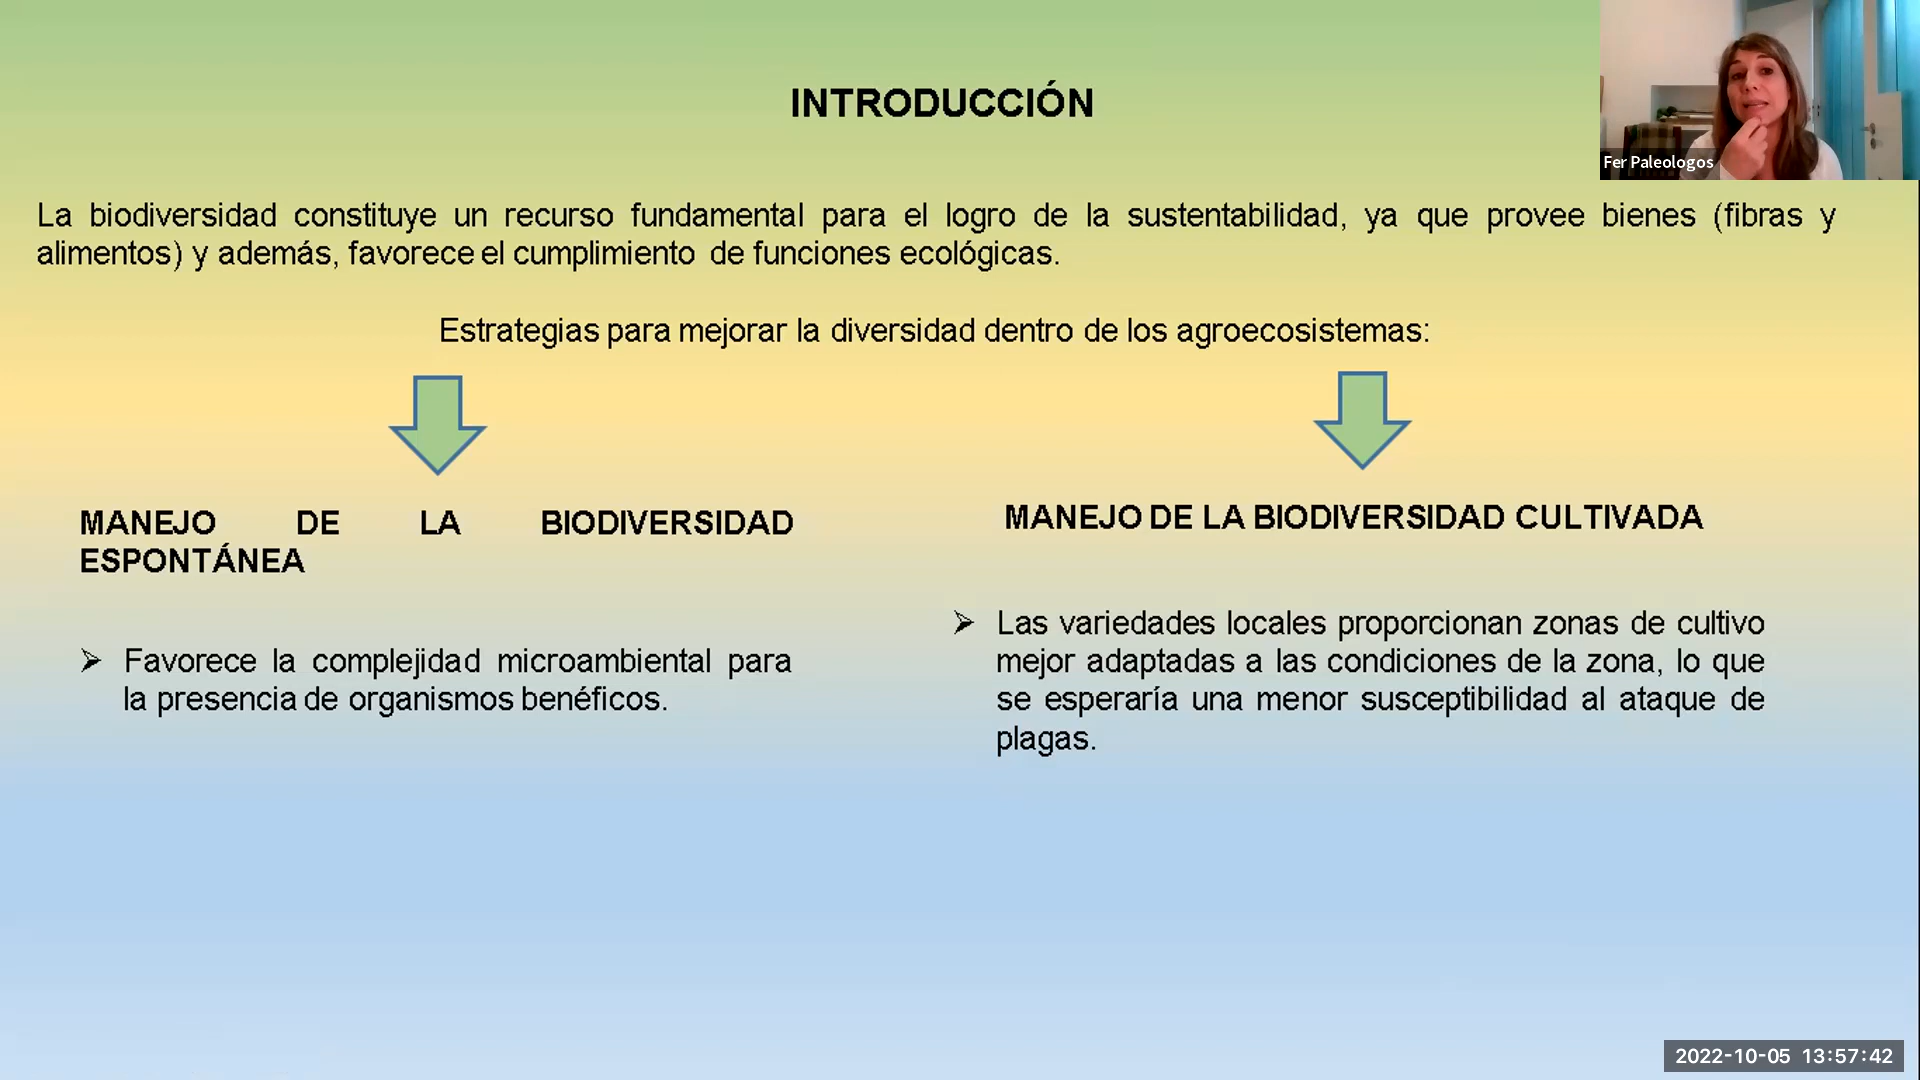 INTRODUCCIÓN
Fer Paleologos
La biodiversidad constituye un recurso fundamental para el logro de la sustentabilidad, ya que provee bienes (fibras y
alimentos) y además, favorece el cumplimiento de funciones ecológicas.
Estrategias para mejorar la diversidad dentro de los agroecosistemas:
MANEJO DE LA BIODIVERSIDAD
ESPONTÁNEA
➢ Favorece la complejidad microambiental para
la presencia de organismos benéficos.
MANEJO DE LA BIODIVERSIDAD CULTIVADA
➢ Las variedades locales proporcionan zonas de cultivo
mejor adaptadas a las condiciones de la zona, lo que
se esperaría una menor susceptibilidad al ataque de
plagas.
2022-10-05 13:57:42